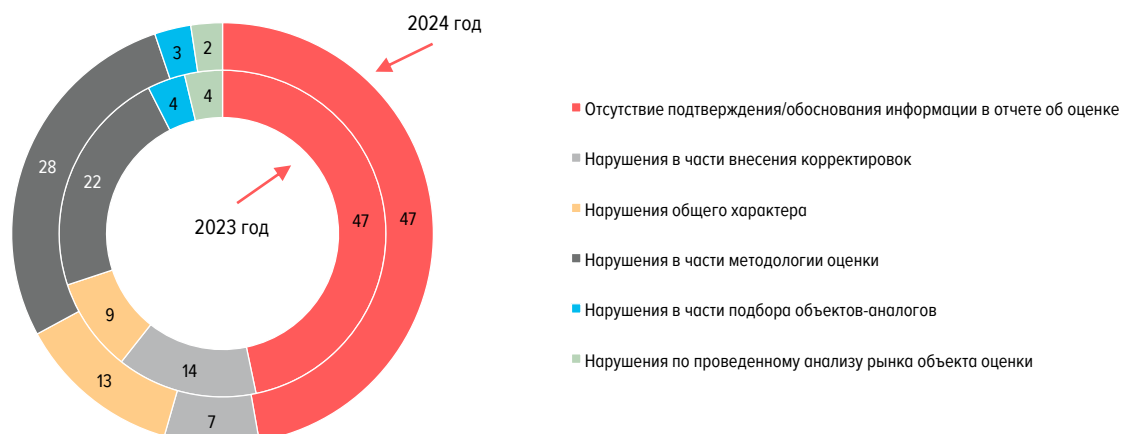 2024 год
3
2
4
4
28
22
47
47
2023 год
9
14
13
7
Отсутствие подтверждения/обоснования информации в отчете об оценке
Нарушения в части внесения корректировок
Нарушения общего характера
Нарушения в части методологии оценки
Нарушения в части подбора объектов-аналогов
Нарушения по проведенному анализу рынка объекта оценки